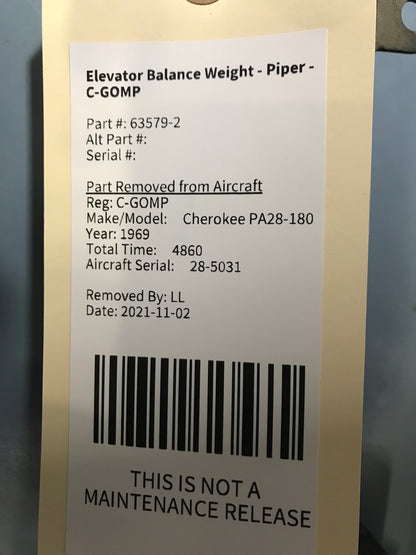 Elevator Balance Weight - Piper -
C-GOMP
Part #: 63579-2
Alt Part #:
Serial #:
Part Removed from Aircraft
Reg: C-GOMP
Make/Model: Cherokee PA28-180
Year: 1969
Total Time: 4860
Aircraft Serial: 28-5031
Removed By: LL
Date: 2021-11-02
THIS IS NOT A
MAINTENANCE RELEASE